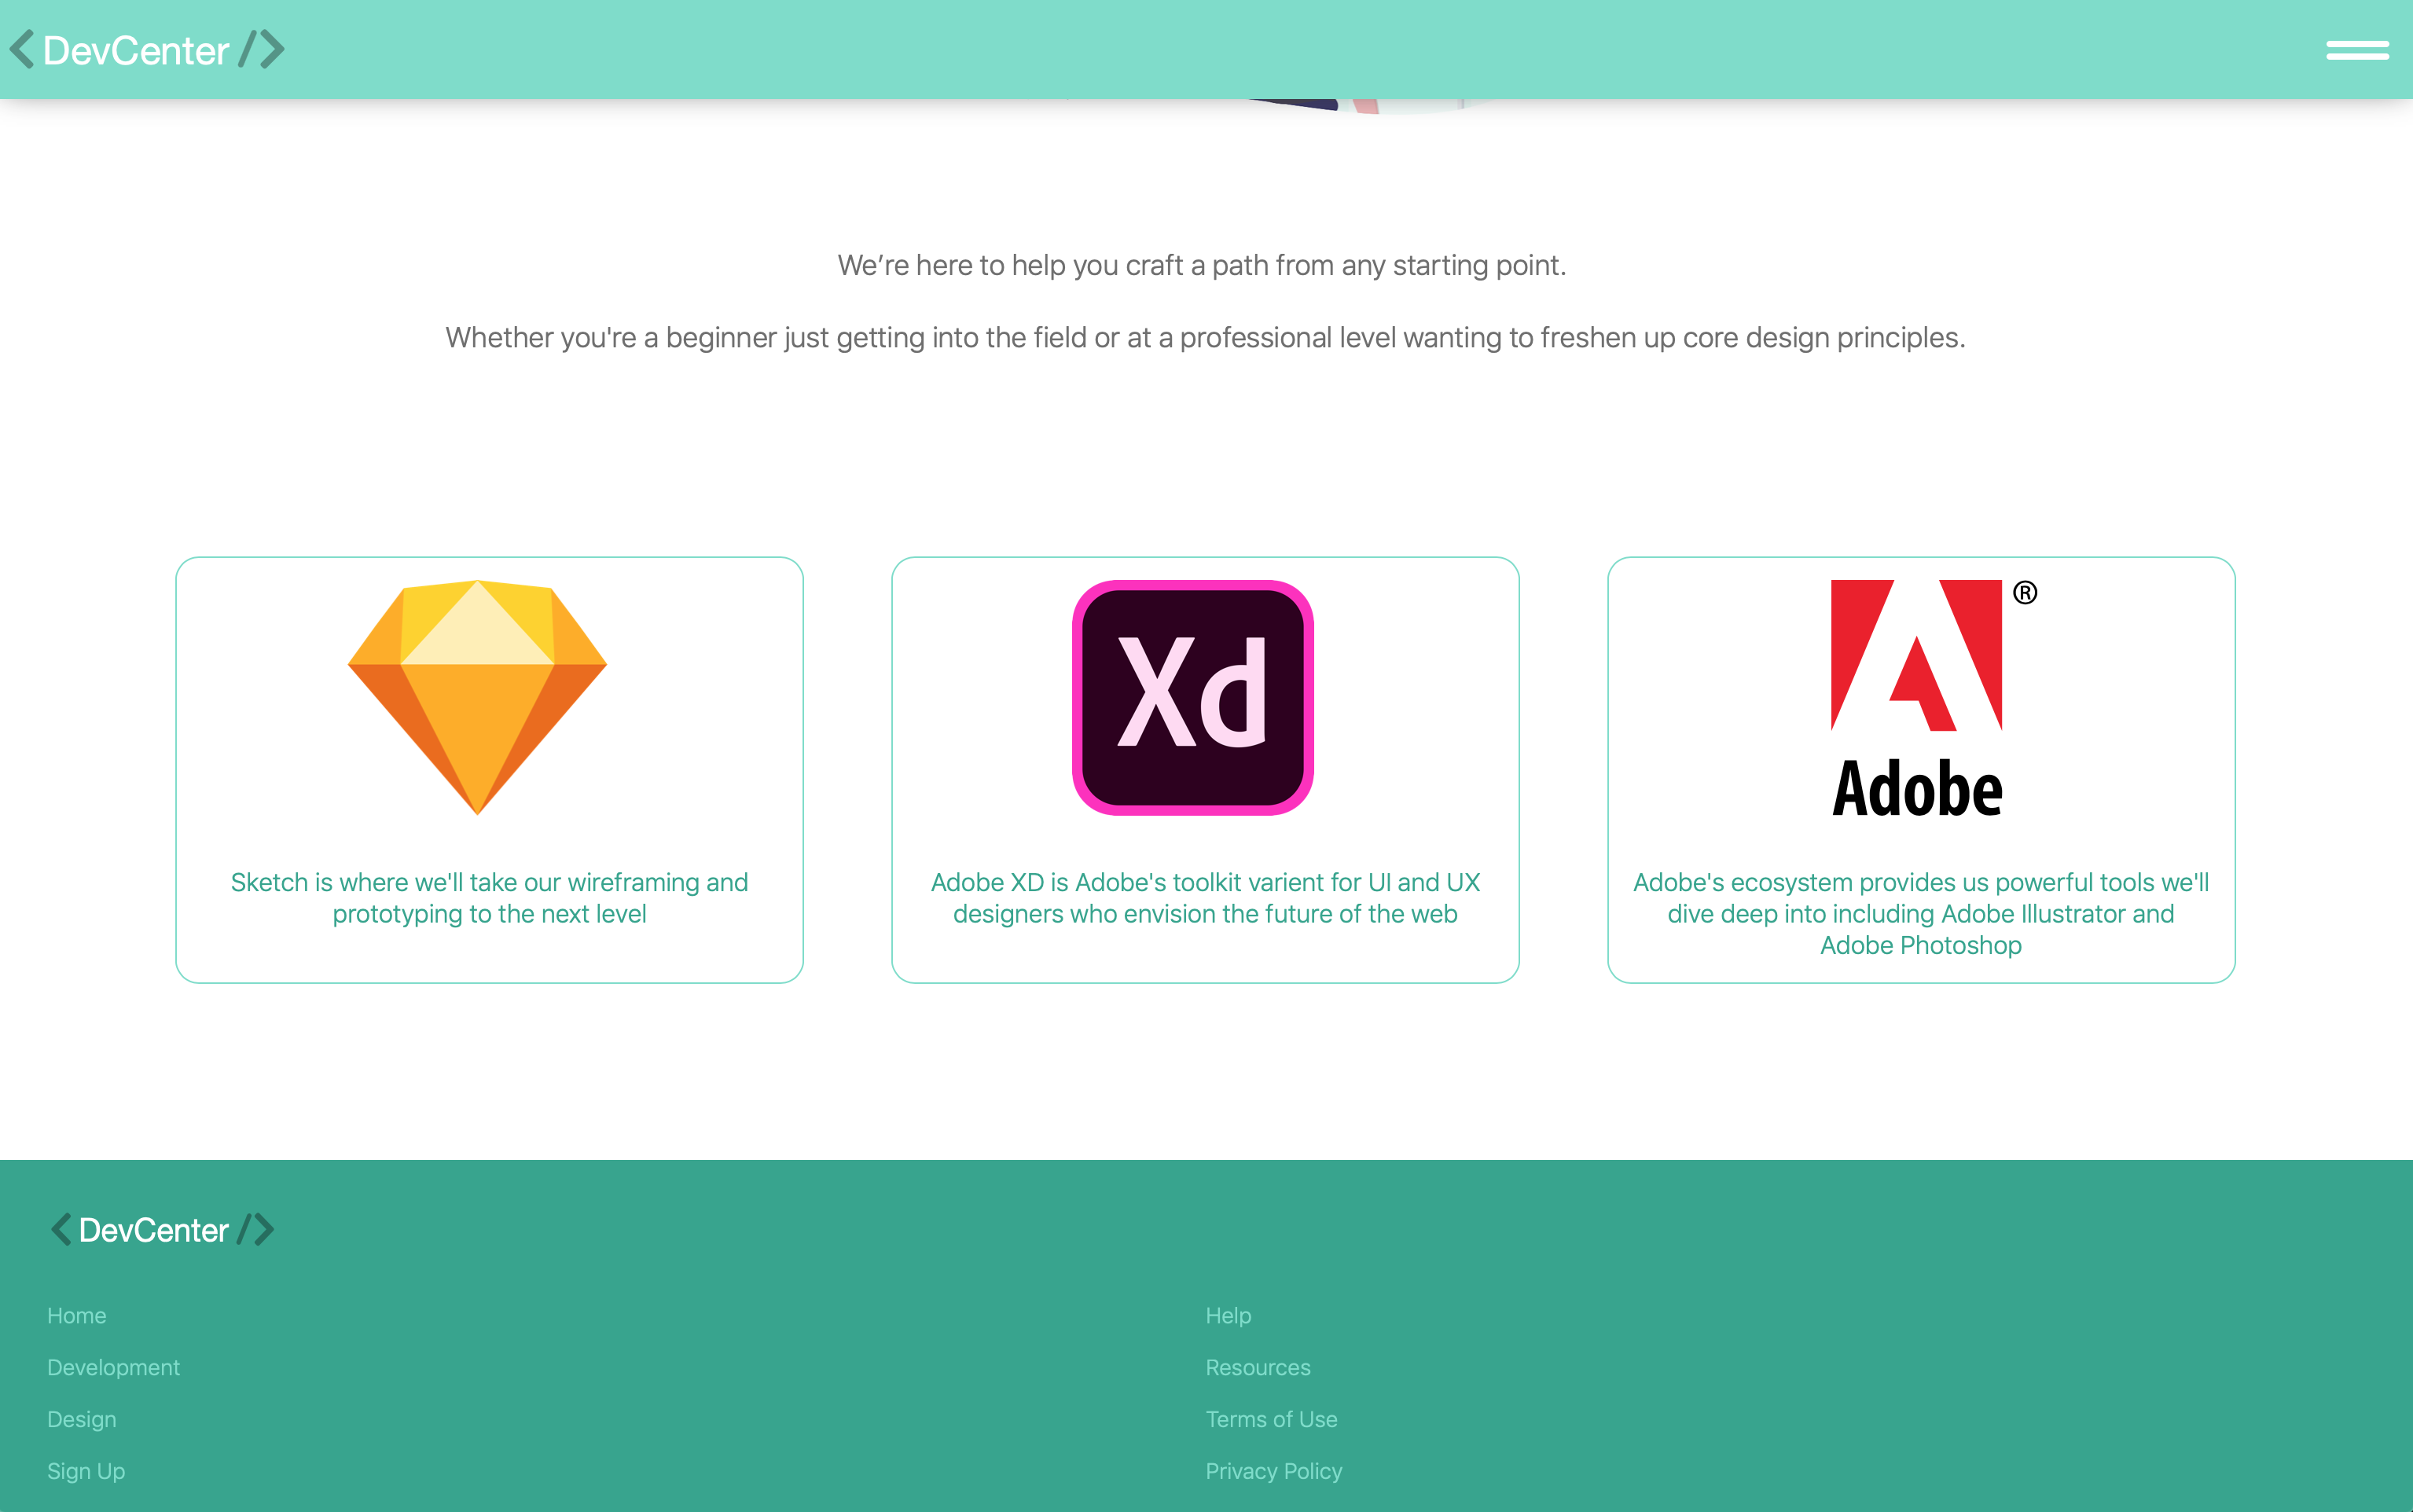 < DevCenter />
We’re here to help you craft a path from any starting point.
Whether you're a beginner just getting into the field or at a professional level wanting to freshen up core design principles.
Xd
®
Adobe
Sketch is where we'll take our wireframing and
prototyping to the next level
Adobe XD is Adobe's toolkit varient for UI and UX
designers who envision the future of the web
Adobe's ecosystem provides us powerful tools we'll
dive deep into including Adobe Illustrator and
Adobe Photoshop
< DevCenter />
Home
Development
Design
Sign Up
Help
Resources
Terms of Use
Privacy Policy